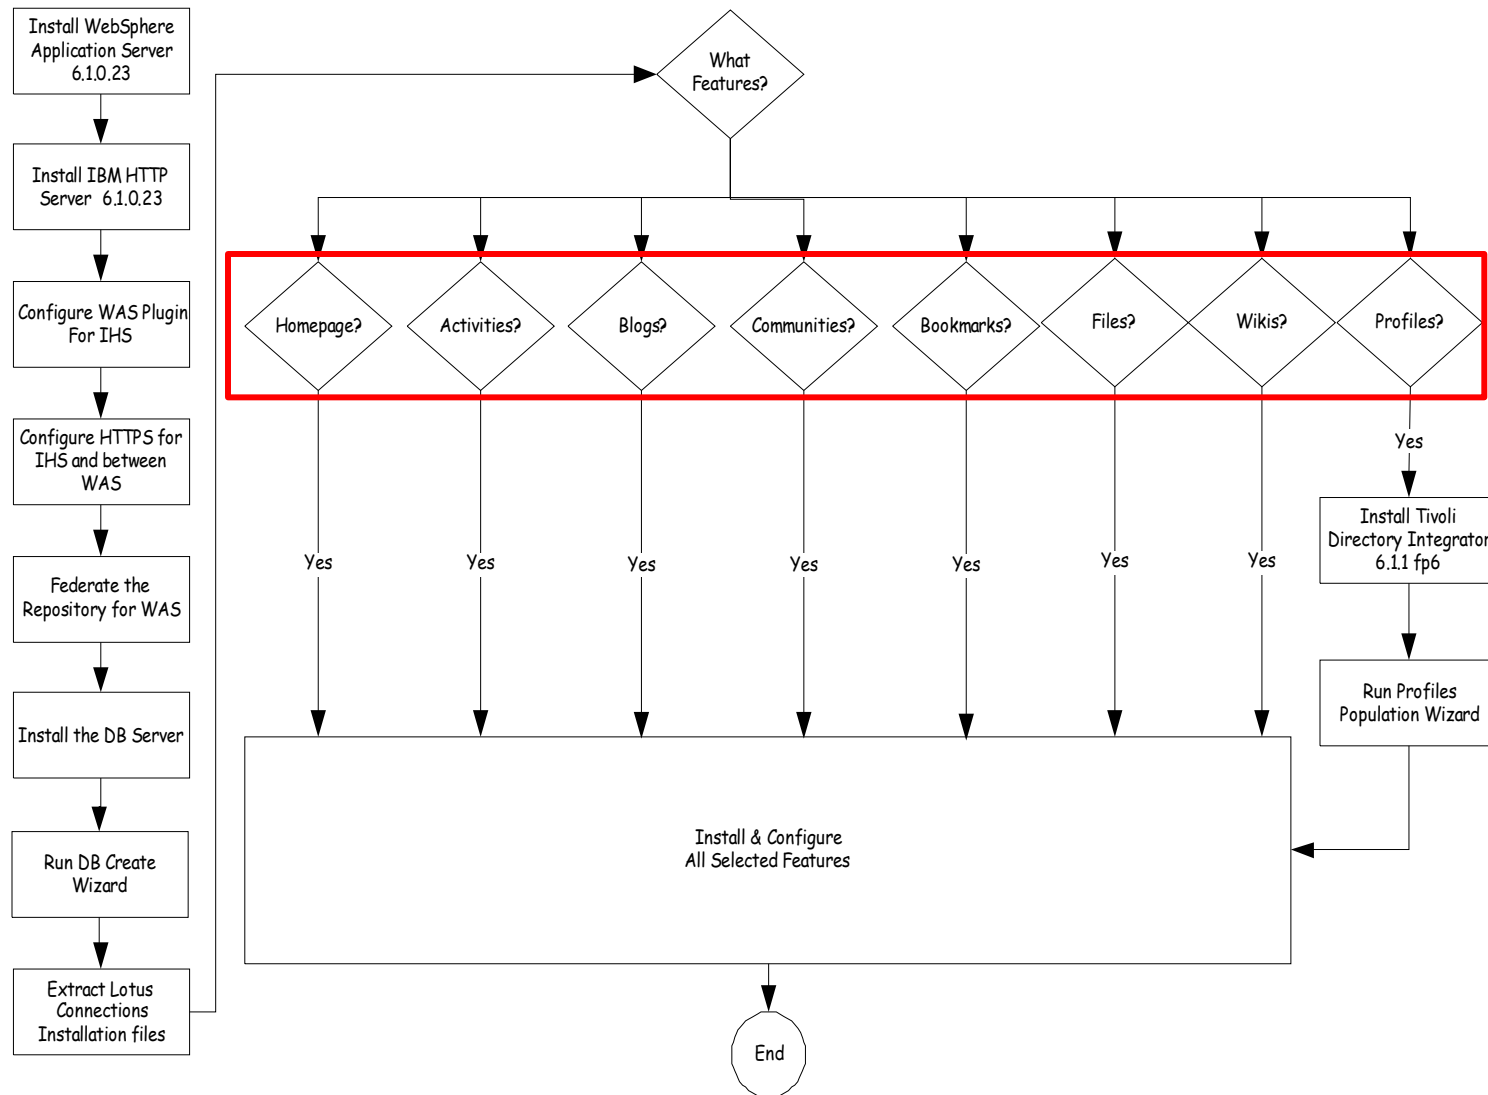 Install WebSphere
Application Server
6.1.0.23
Install IBM HTTP
Server 6.1.0.23
Configure WAS Plugin
For IHS
Configure HTTPS for
IHS and between
WAS
Federate the
Repository for WAS
Install the DB Server
Run DB Create
Wizard
Extract Lotus
Connections
Installation files
What
Features?
Homepage?
Activities?
Blogs?
Communities?
Bookmarks?
Files?
Wikis?
Profiles?
Yes
Yes
Yes
Yes
Yes
Yes
Yes
Yes
Install Tivoli
Directory Integrator
6.1.1 fp6
Run Profiles
Population Wizard
Install & Configure
All Selected Features
End